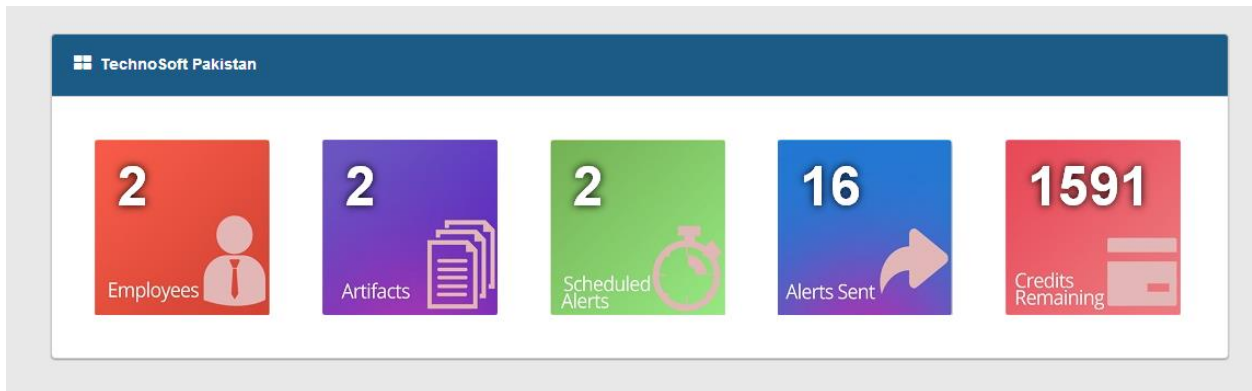 TechnoSoft Pakistan
2
Employees
2
Artifacts
2
Scheduled
Alerts
16
Alerts Sent
1591
Credits
Remaining